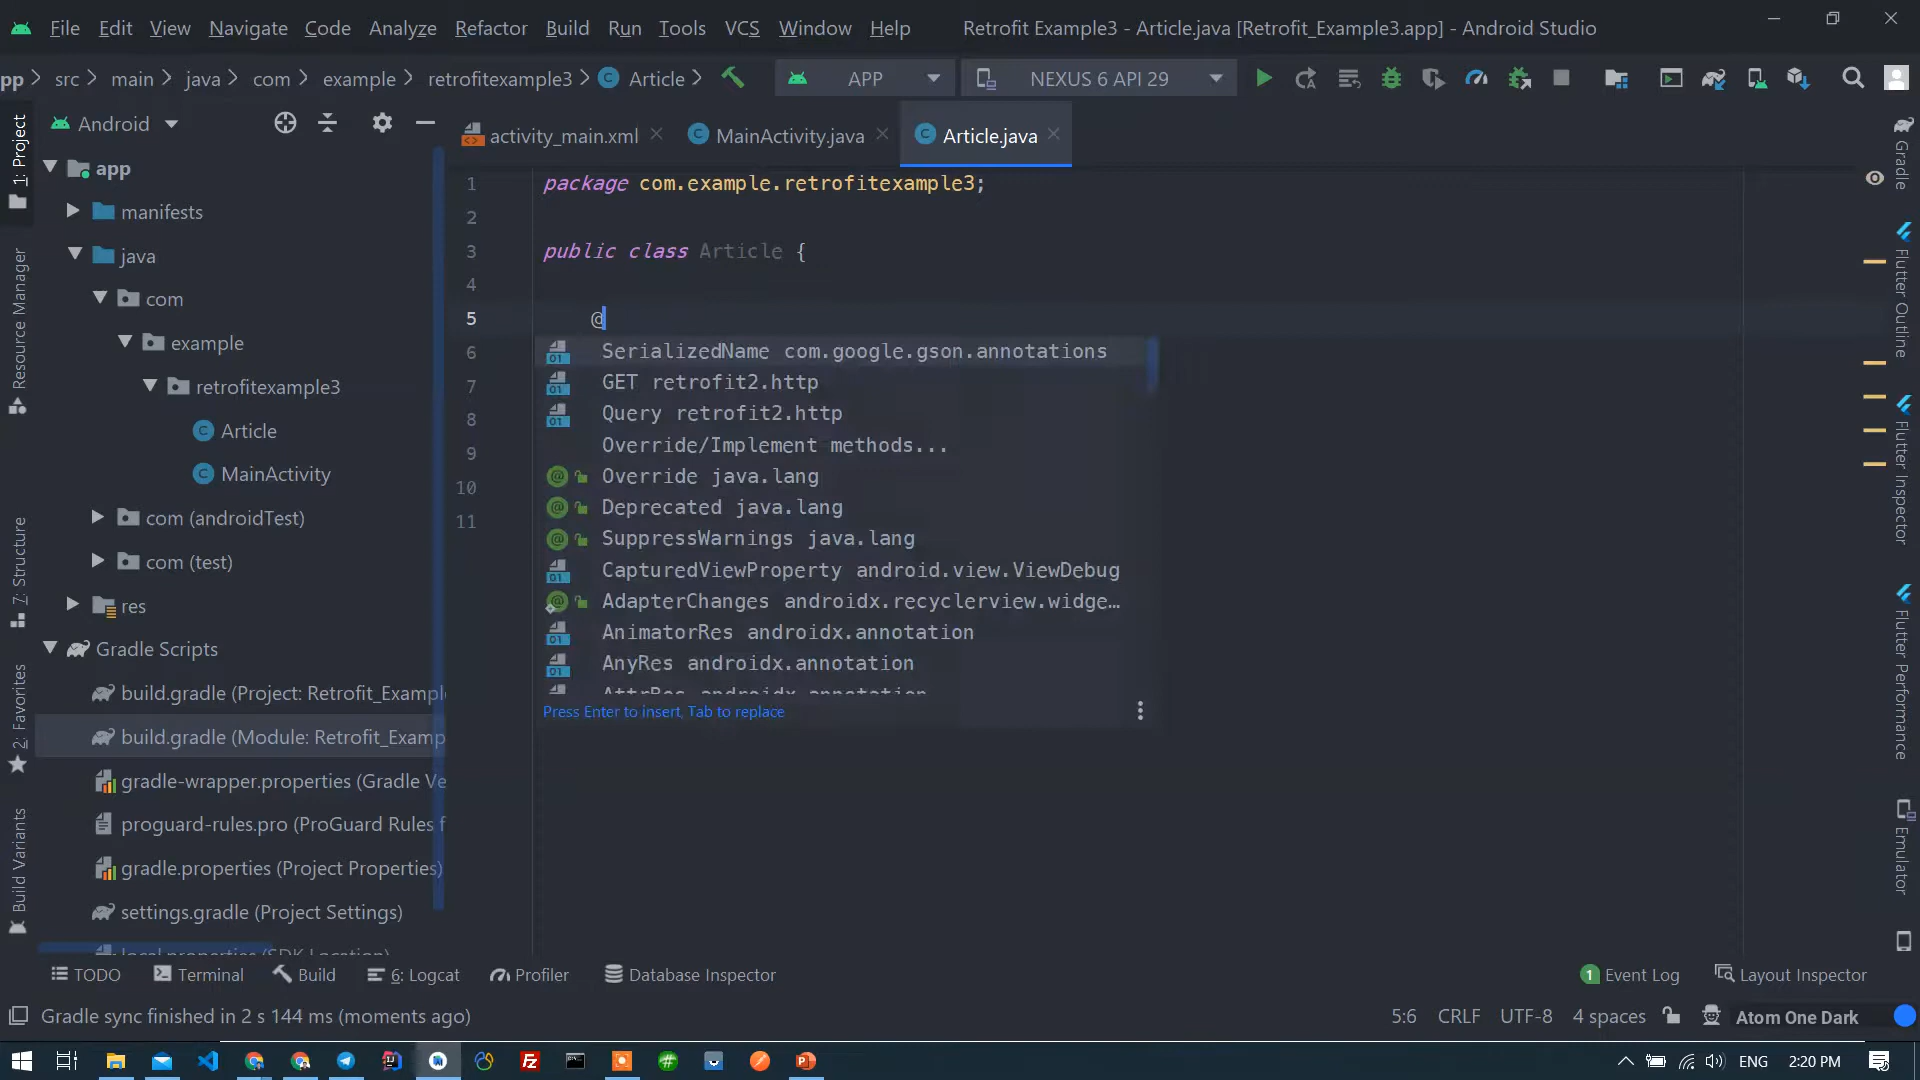 File Edit View Navigate Code Analyze Refactor Build Run Tools VCS Window Help Retrofit Example3 - Article.java [Retrofit_Example3.app] - Android Studio
pp src main java com example retrofitexample3 Article APP NEXUS 6 API 29
1: Project
Resource Manager
7: Structure
2: Favorites
Build Variants
Android
app
manifests
java
com
example
retrofitexample3
Article
MainActivity
com (androidTest)
com (test)
res
Gradle Scripts
build.gradle (Project: Retrofit_Exampl
build.gradle (Module: Retrofit_Examp
gradle-wrapper.properties (Gradle Ve
proguard-rules.pro (ProGuard Rules f
gradle.properties (Project Properties)
settings.gradle (Project Settings)
local.properties (SDK Location)
activity_main.xml MainActivity.java Article.java
1 package com.example.retrofitexample3;
2
3 public class Article {
4
5 @
6
7
8
9
10
11
SerializedName com.google.gson.annotations
GET retrofit2.http
Query retrofit2.http
Override/Implement methods...
Override java.lang
Deprecated java.lang
SuppressWarnings java.lang
CapturedViewProperty android.view.ViewDebug
AdapterChanges androidx.recyclerview.widge…
AnimatorRes androidx.annotation
AnyRes androidx.annotation
AttrRes androidx.annotation
Press Enter to insert, Tab to replace
Gradle
Flutter Outline
Flutter Inspector
Flutter Performance
Emulator
TODO Terminal Build 6: Logcat Profiler Database Inspector 1 Event Log Layout Inspector
Gradle sync finished in 2 s 144 ms (moments ago) 5:6 CRLF UTF-8 4 spaces Atom One Dark
ENG 2:20 PM